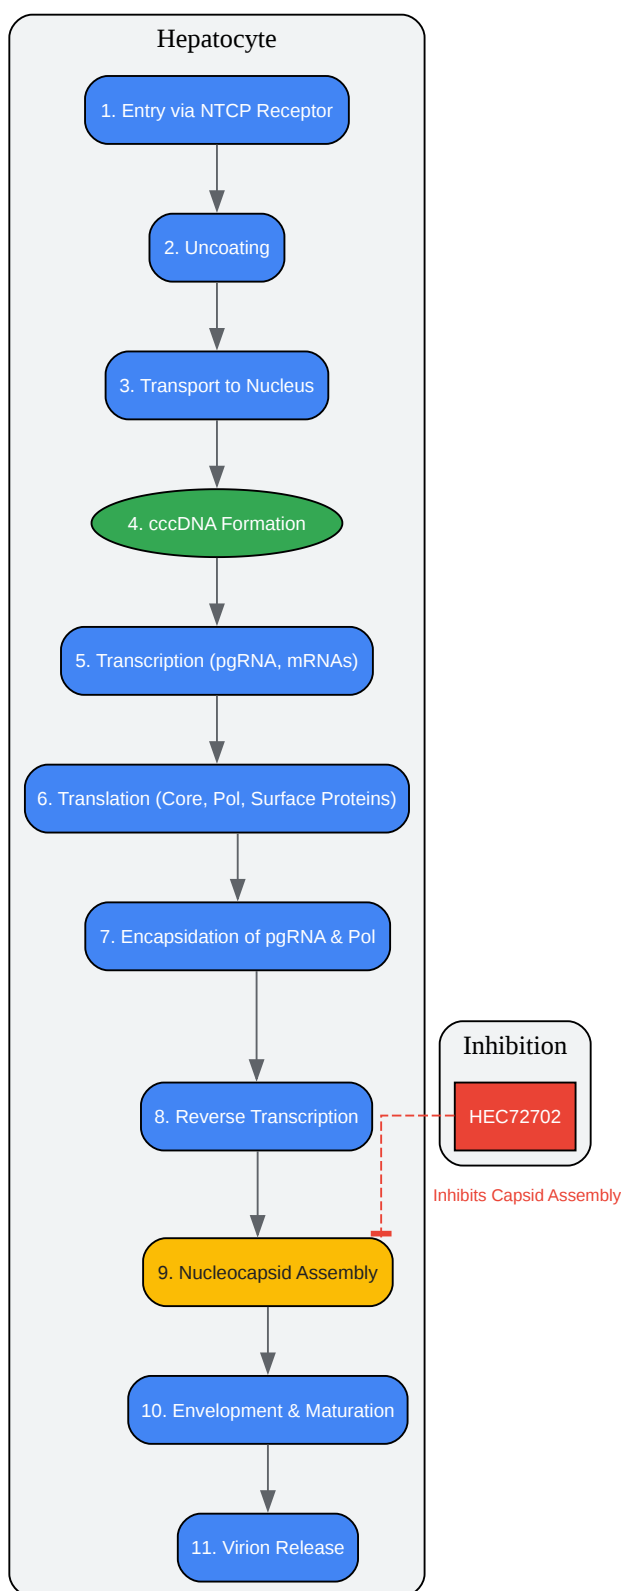 Hepatocyte
1. Entry via NTCP Receptor
2. Uncoating
3. Transport to Nucleus
4. cccDNA Formation
5. Transcription (pgRNA, mRNAs)
6. Translation (Core, Pol, Surface Proteins)
7. Encapsidation of pgRNA & Pol
Inhibition
8. Reverse Transcription
HEC72702
Inhibits Capsid Assembly
9. Nucleocapsid Assembly
10. Envelopment & Maturation
11. Virion Release